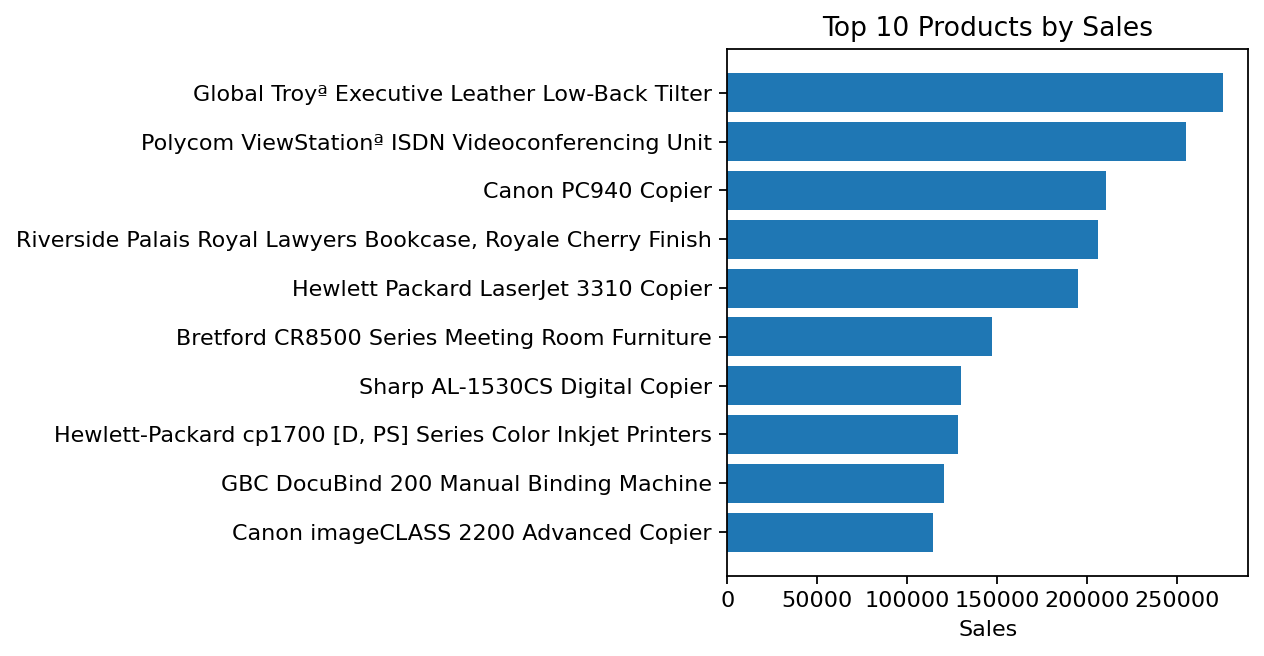 Top 10 Products by Sales
Global Troyª Executive Leather Low-Back Tilter
Polycom ViewStationª ISDN Videoconferencing Unit
Canon PC940 Copier
Riverside Palais Royal Lawyers Bookcase, Royale Cherry Finish
Hewlett Packard LaserJet 3310 Copier
Bretford CR8500 Series Meeting Room Furniture
Sharp AL-1530CS Digital Copier
Hewlett-Packard cp1700 [D, PS] Series Color Inkjet Printers
GBC DocuBind 200 Manual Binding Machine
Canon imageCLASS 2200 Advanced Copier
0 50000 100000 150000 200000 250000
Sales